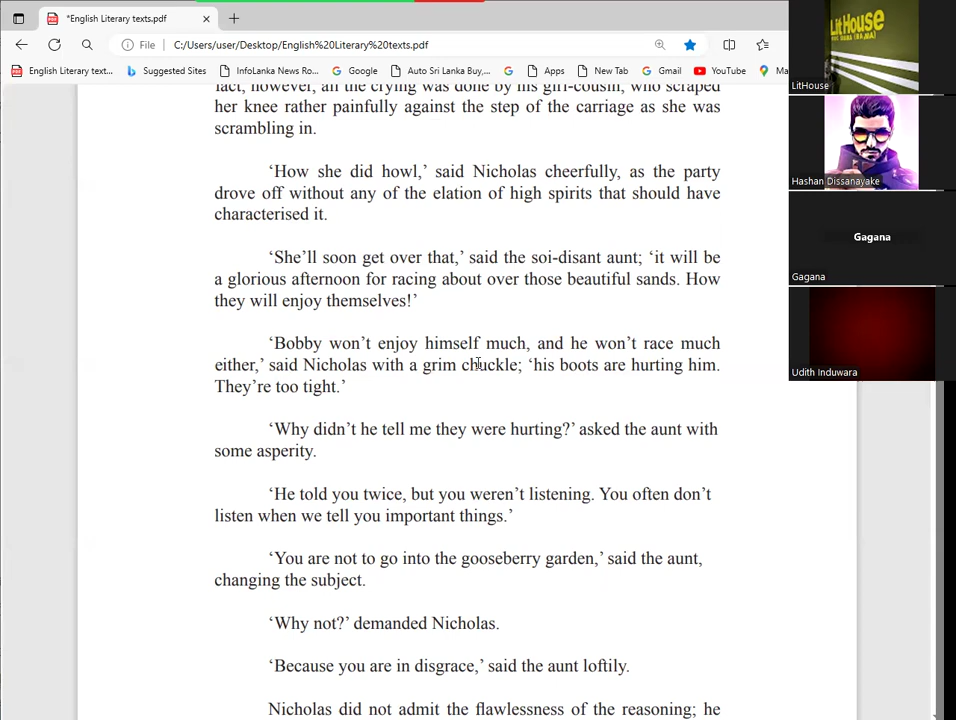 *English Literary texts.pdf
File
C:/Users/user/Desktop/English%20Literary%20texts.pdf
English Literary text...
Suggested Sites
InfoLanka News Ro...
Google
Auto Sri Lanka Buy,...
Apps
New Tab
Gmail
YouTube
Ma
fact, however, all the crying was done by his girl-cousin, who scraped
her knee rather painfully against the step of the carriage as she was
scrambling in.
‘How she did howl,’ said Nicholas cheerfully, as the party
drove off without any of the elation of high spirits that should have
characterised it.
‘She’ll soon get over that,’ said the soi-disant aunt; ‘it will be
a glorious afternoon for racing about over those beautiful sands. How
they will enjoy themselves!’
‘Bobby won’t enjoy himself much, and he won’t race much
either,’ said Nicholas with a grim chuckle; ‘his boots are hurting him.
They’re too tight.’
‘Why didn’t he tell me they were hurting?’ asked the aunt with
some asperity.
‘He told you twice, but you weren’t listening. You often don’t
listen when we tell you important things.’
‘You are not to go into the gooseberry garden,’ said the aunt,
changing the subject.
‘Why not?’ demanded Nicholas.
‘Because you are in disgrace,’ said the aunt loftily.
Nicholas did not admit the flawlessness of the reasoning; he
LitHouse
LitHouse
Hashan Dissanayake
Gagana
Gagana
Udith Induwara